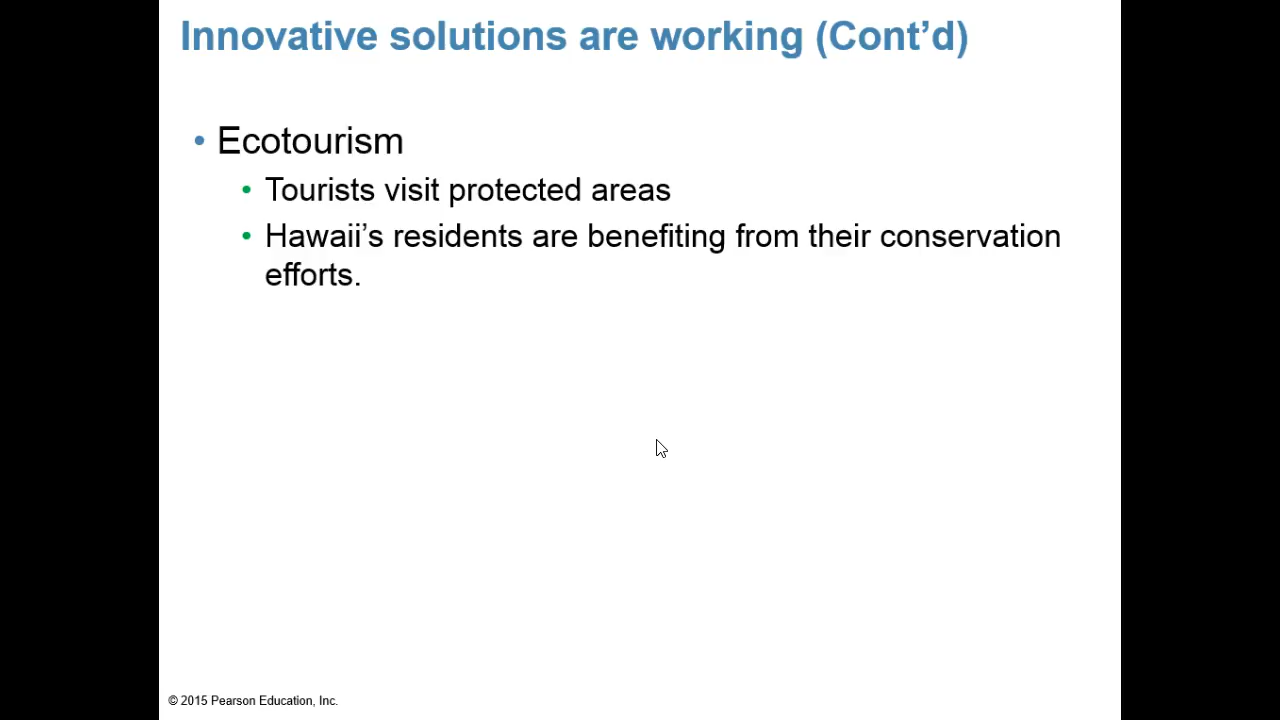 Innovative solutions are working (Cont’d)
• Ecotourism
• Tourists visit protected areas
• Hawaii’s residents are benefiting from their conservation
efforts.
© 2015 Pearson Education, Inc.